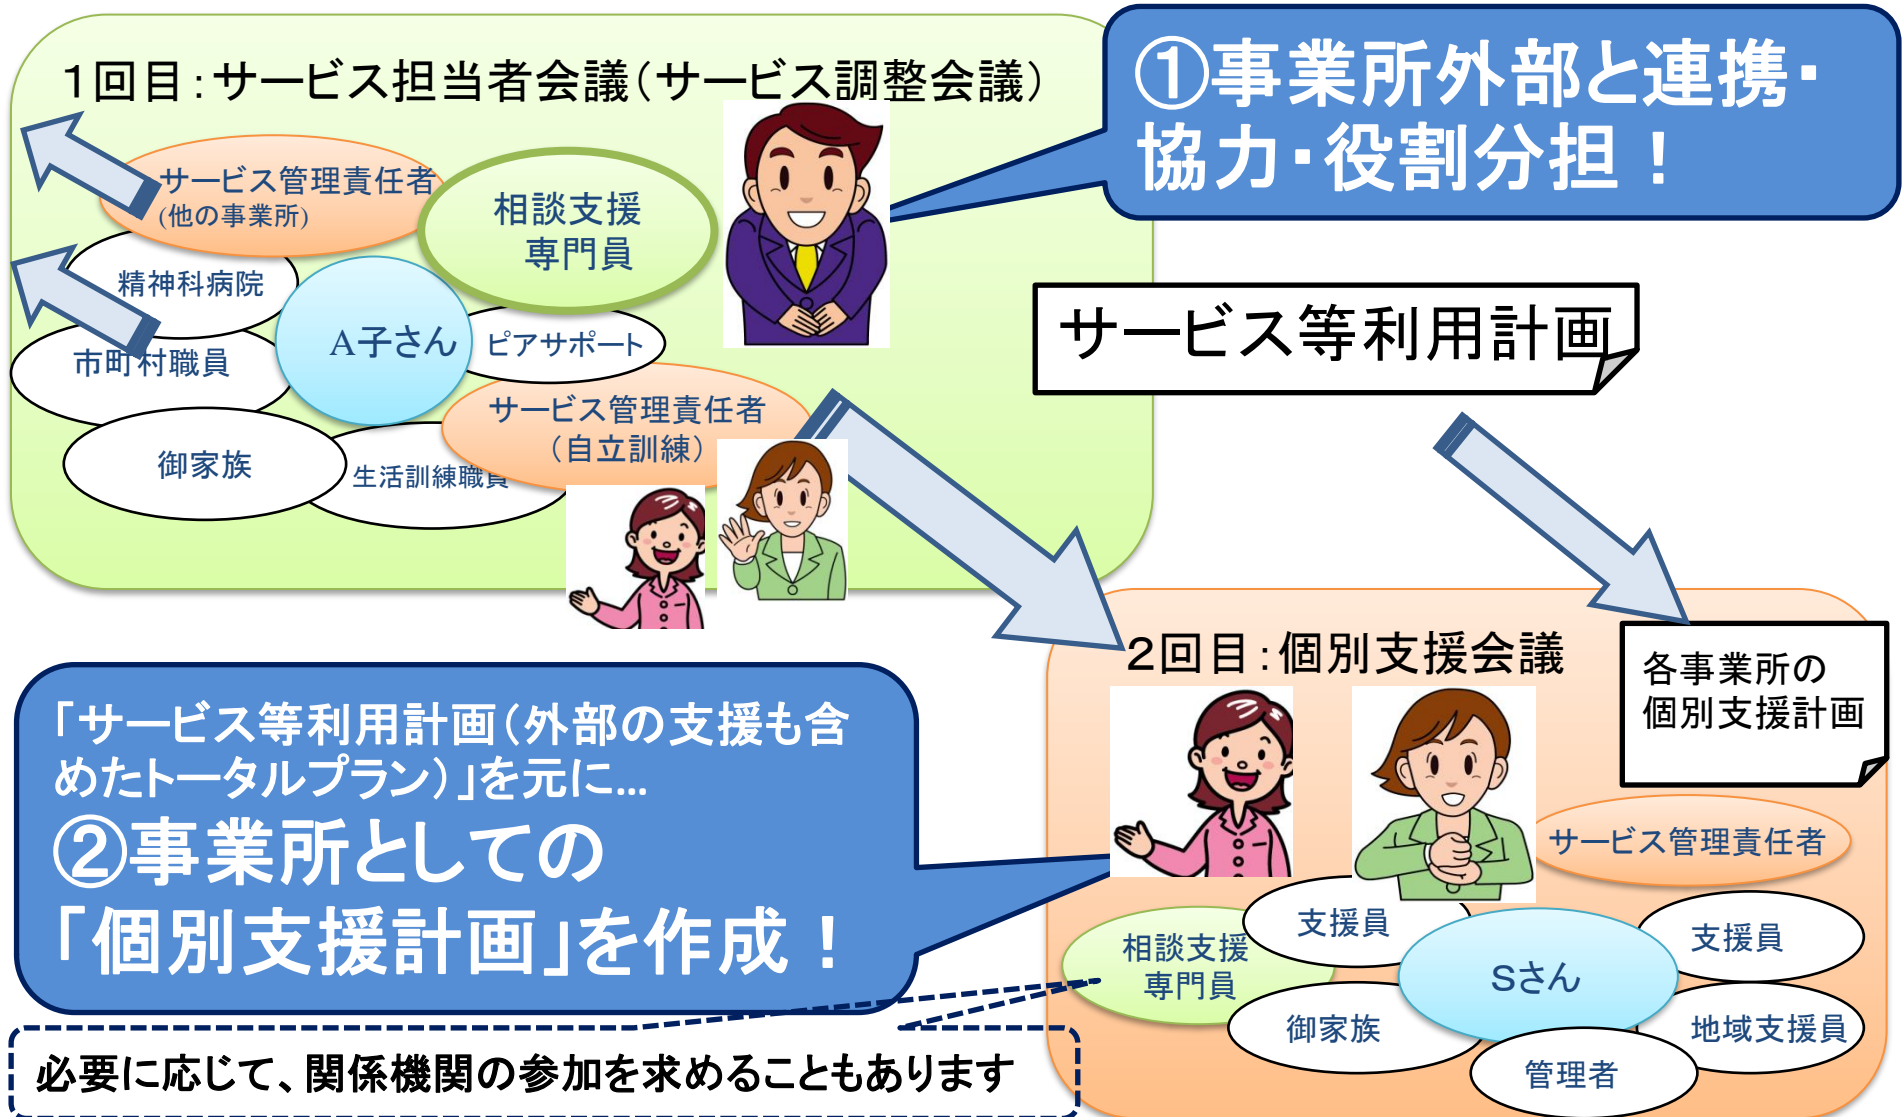 1回目：サービス担当者会議（サービス調整会議）
①事業所外部と連携・
協力・役割分担！
サービス管理責任者
(他の事業所)
相談支援
専門員
精神科病院
A子さん
ピアサポート
市町村職員
サービス管理責任者
（自立訓練）
御家族
生活訓練職員
サービス等利用計画
2回目：個別支援会議
各事業所の
個別支援計画
「サービス等利用計画（外部の支援も含
めたトータルプラン）」を元に…
②事業所としての
「個別支援計画」を作成！
サービス管理責任者
支援員
相談支援
専門員
Sさん
支援員
御家族
地域支援員
管理者
必要に応じて、関係機関の参加を求めることもあります